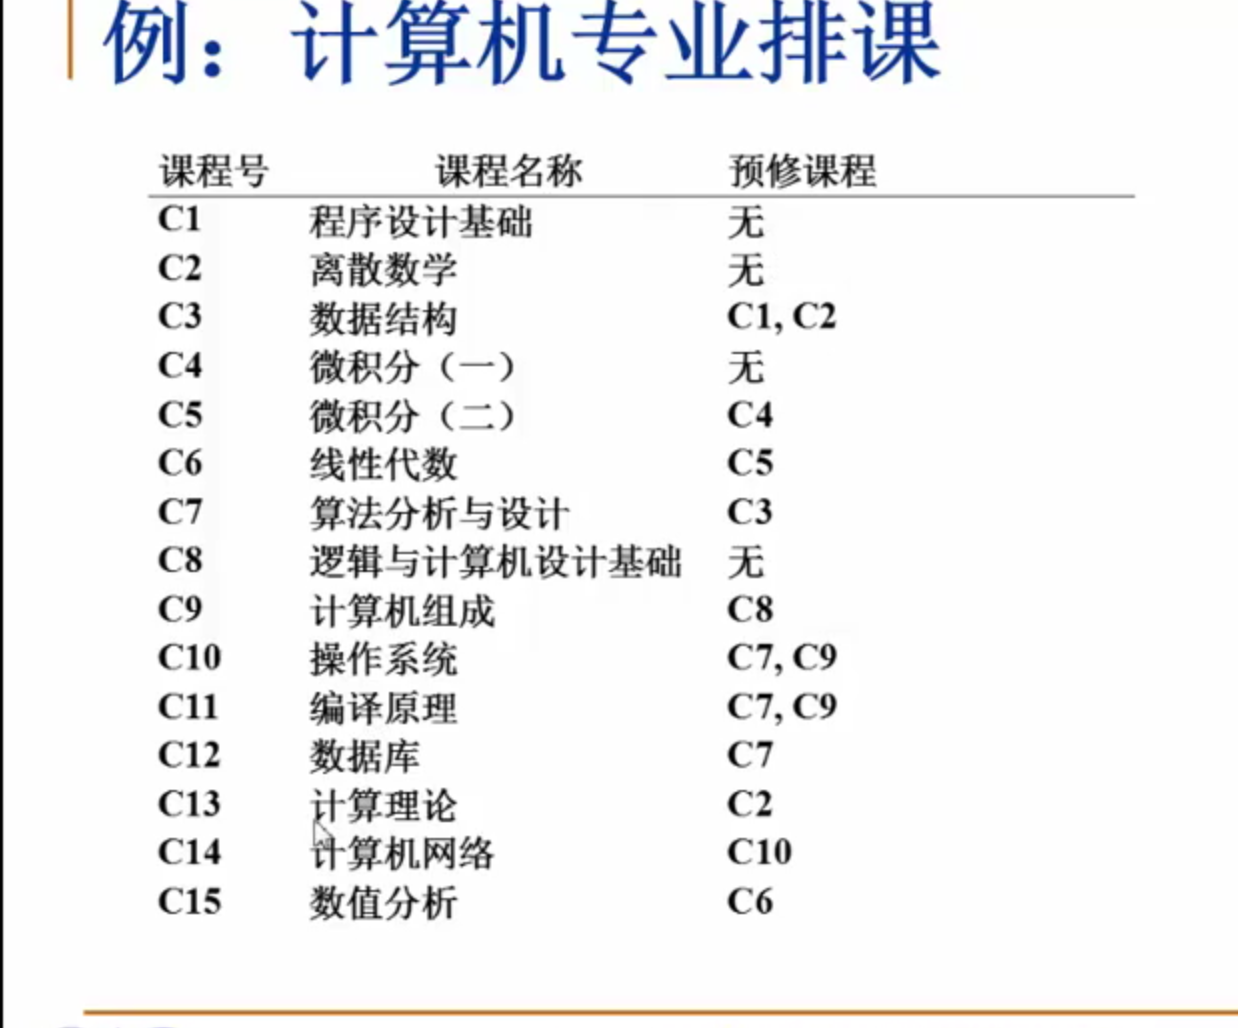 例：计算机专业排课
课程号 课程名称 预修课程
C1 程序设计基础 无
C2 离散数学 无
C3 数据结构 C1, C2
C4 微积分（一） 无
C5 微积分（二） C4
C6 线性代数 C5
C7 算法分析与设计 C3
C8 逻辑与计算机设计基础 无
C9 计算机组成 C8
C10 操作系统 C7, C9
C11 编译原理 C7, C9
C12 数据库 C7
C13 计算理论 C2
C14 计算机网络 C10
C15 数值分析 C6